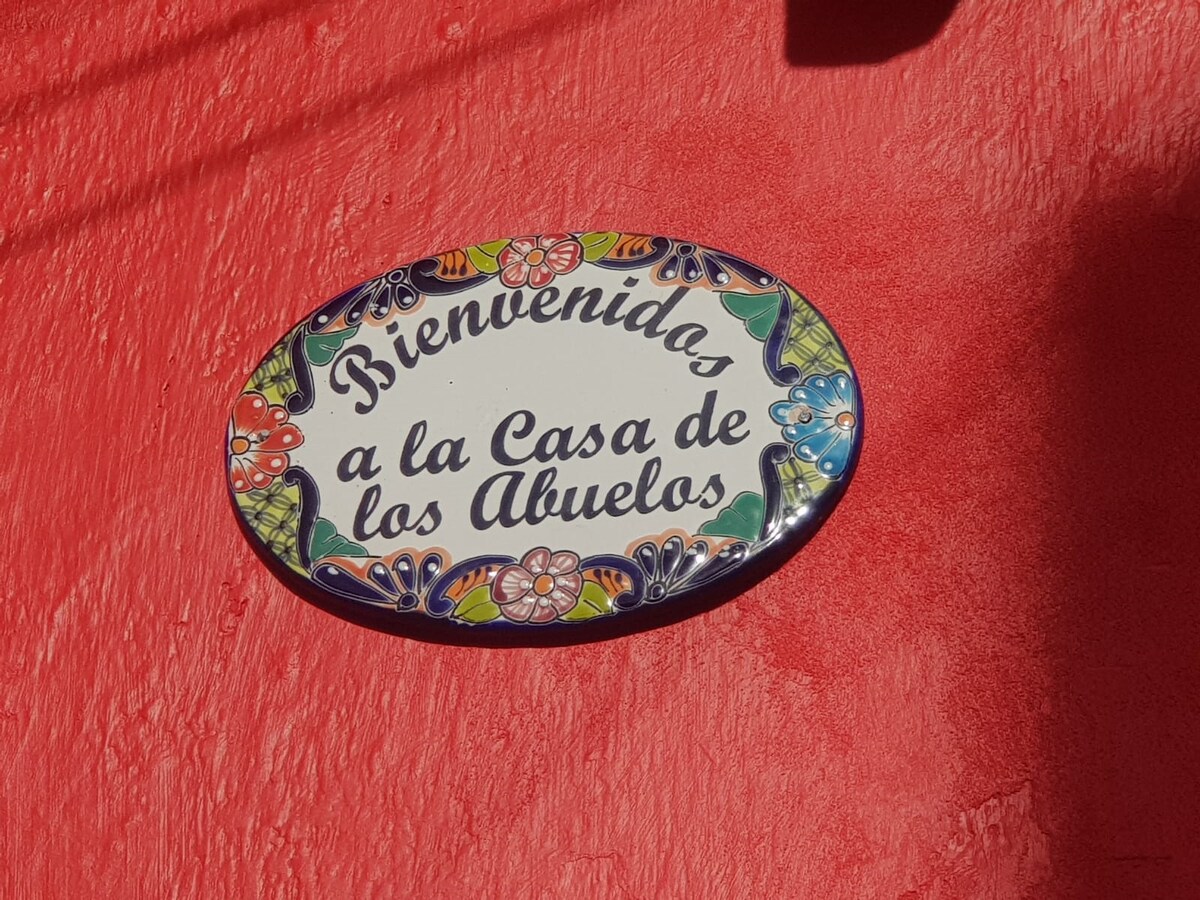 Bienvenidos
a la Casa de
los Abuelos